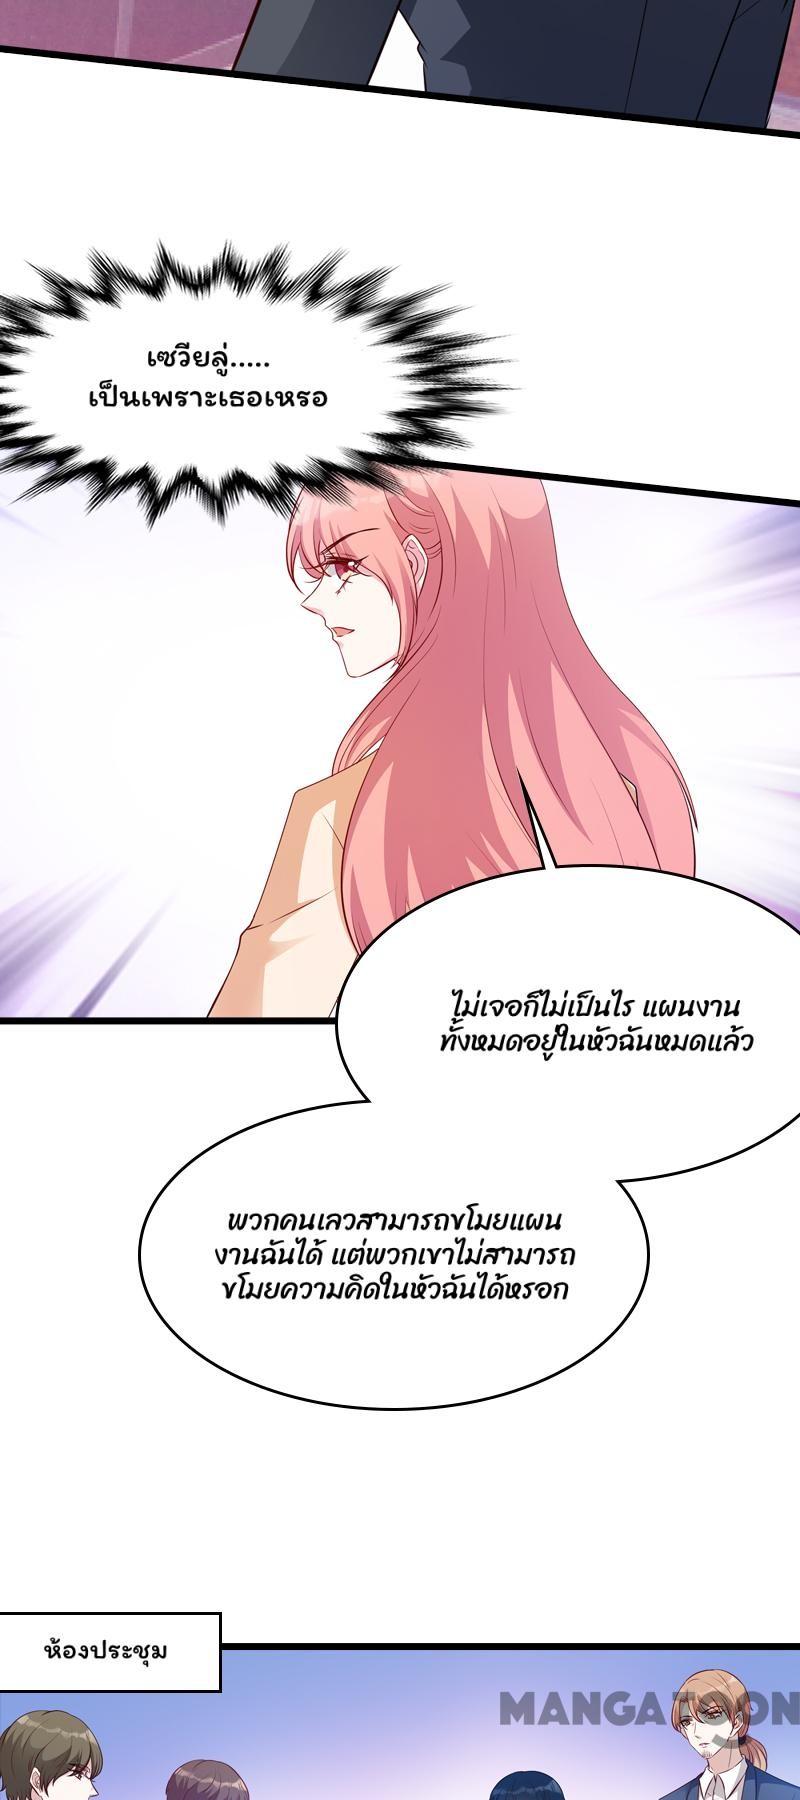 เซวียลู่.....
เป็นเพราะเธอเหรอ
ไม่เจอก็ไม่เป็นไร แผนงาน
ทั้งหมดอยู่ในหัวฉันหมดแล้ว
พวกคนเลวสามารถขโมยแผน
งานฉันได้ แต่พวกเขาไม่สามารถ
ขโมยความคิดในหัวฉันได้หรอก
ห้องประชุม
MANGATOON